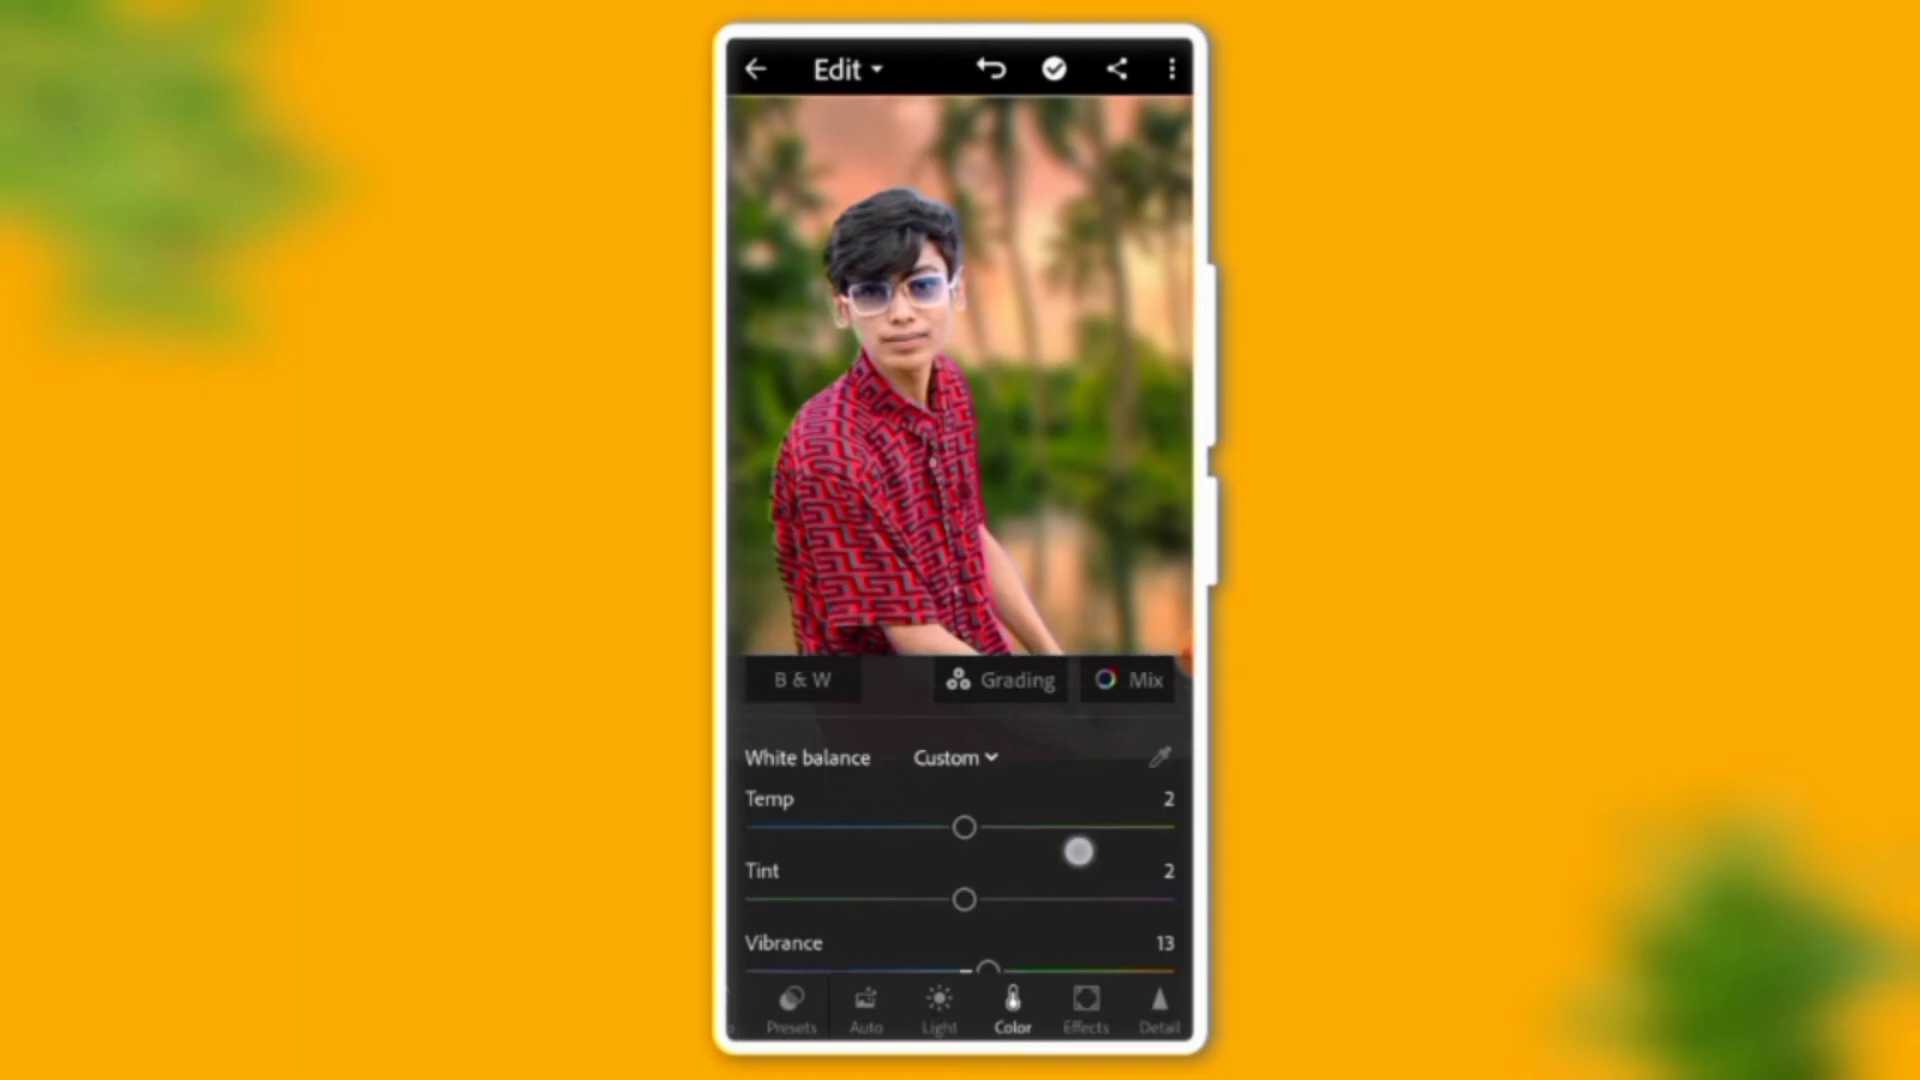 Edit
B & W Grading Mix
White balance Custom
Temp 2
Tint 2
Vibrance 13
Presets Auto Light Color Effects Detail